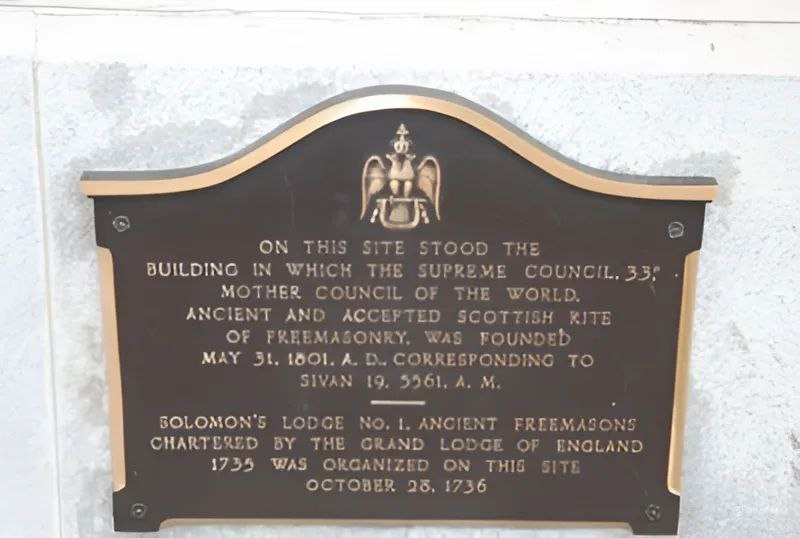 ON THIS SITE STOOD THE
BUILDING IN WHICH THE SUPREME COUNCIL, 33°
MOTHER COUNCIL OF THE WORLD,
ANCIENT AND ACCEPTED SCOTTISH RITE
OF FREEMASONRY, WAS FOUNDED
MAY 31, 1801, A. D., CORRESPONDING TO
SIVAN 19, 5561, A. M.
SOLOMON'S LODGE NO. 1, ANCIENT FREEMASONS
CHARTERED BY THE GRAND LODGE OF ENGLAND
1735 WAS ORGANIZED ON THIS SITE
OCTOBER 28, 1736